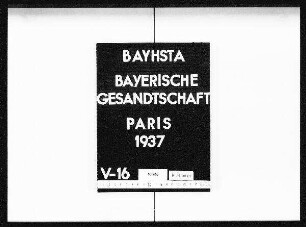 BAYHSTA
BAYERISCHE
GESANDTSCHAFT
PARIS
1937
V-16